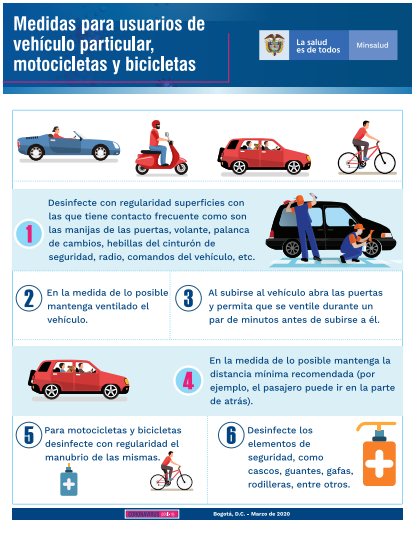 Medidas para usuarios de
vehículo particular,
motocicletas y bicicletas
La salud
es de todos
Minsalud
1
Desinfecte con regularidad superficies con
las que tiene contacto frecuente como son
las manijas de las puertas, volante, palanca
de cambios, hebillas del cinturón de
seguridad, radio, comandos del vehículo, etc.
2
En la medida de lo posible
mantenga ventilado el
vehículo.
3
Al subirse al vehículo abra las puertas
y permita que se ventile durante un
par de minutos antes de subirse a él.
4
En la medida de lo posible mantenga la
distancia mínima recomendada (por
ejemplo, el pasajero puede ir en la parte
de atrás).
5
Para motocicletas y bicicletas
desinfecte con regularidad el
manubrio de las mismas.
6
Desinfecte los
elementos de
seguridad, como
cascos, guantes, gafas,
rodilleras, entre otros.
Bogotá, D.C. - Marzo de 2020